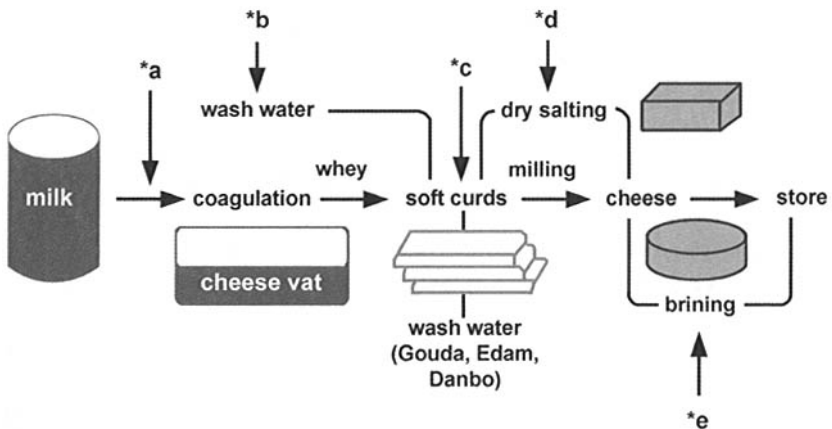 *b
*d
*a
*c
wash water
dry salting
whey
milling
milk
coagulation
soft curds
cheese
store
cheese vat
wash water
(Gouda, Edam,
Danbo)
brining
*e